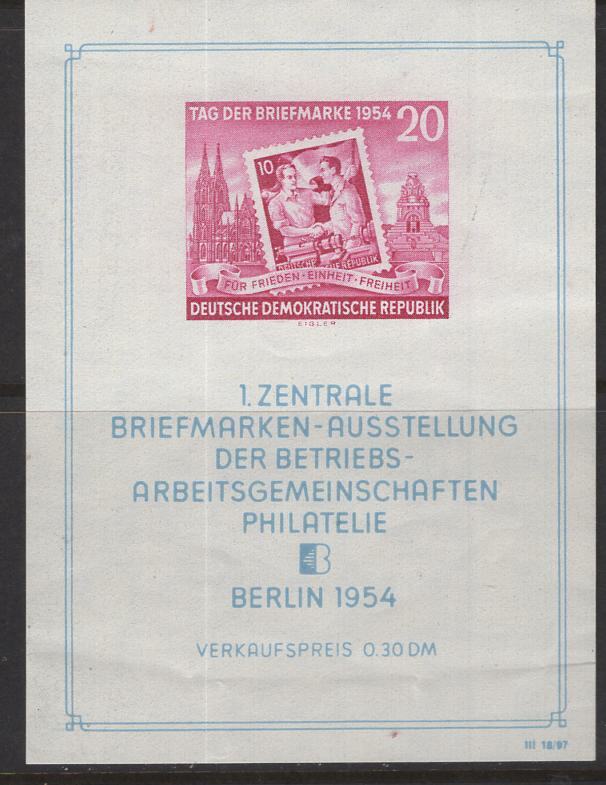 TAG DER BRIEFMARKE 1954 20
10
DEUTSCHE DEMOKRATISCHE REPUBLIK
FÜR FRIEDEN · EINHEIT · FREIHEIT
DEUTSCHE DEMOKRATISCHE REPUBLIK
EIGLER
1. ZENTRALE
BRIEFMARKEN-AUSSTELLUNG
DER BETRIEBS-
ARBEITSGEMEINSCHAFTEN
PHILATELIE
B
BERLIN 1954
VERKAUFSPREIS 0.30 DM
III 18/97